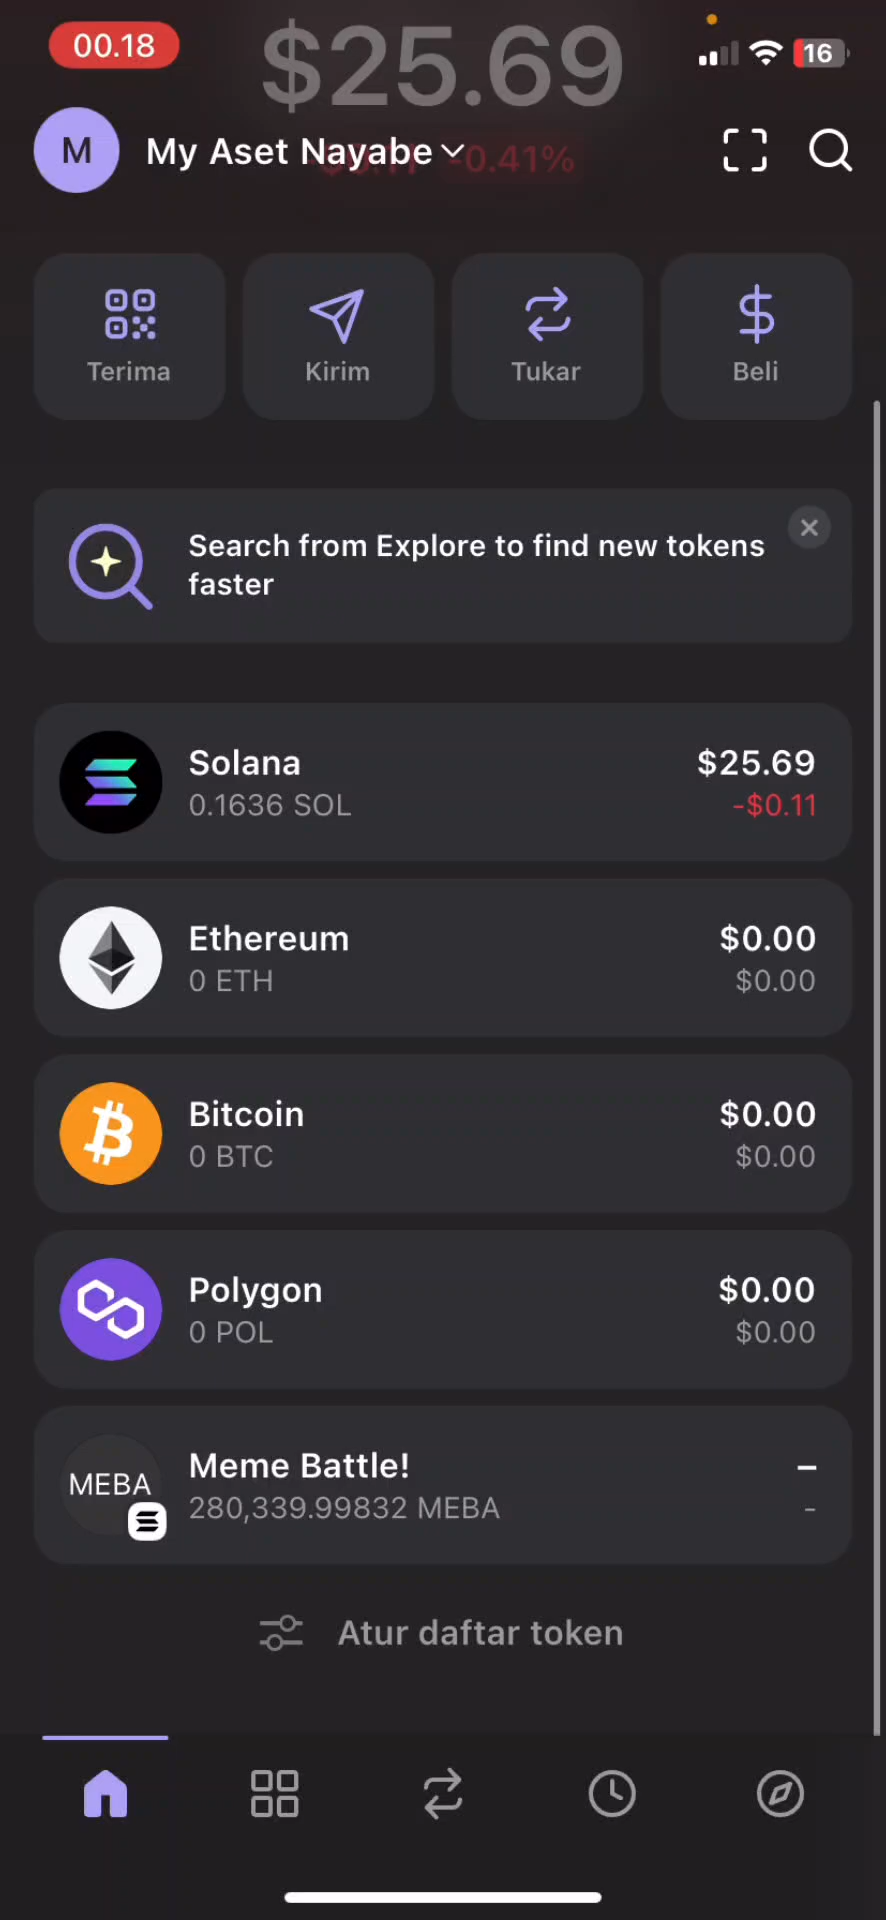 00.18
$25.69
16
M
My Aset Nayabe
-0.41%
Terima
Kirim
Tukar
Beli
Search from Explore to find new tokens
faster
Solana
$25.69
0.1636 SOL
-$0.11
Ethereum
$0.00
0 ETH
$0.00
Bitcoin
$0.00
0 BTC
$0.00
Polygon
$0.00
0 POL
$0.00
MEBA
Meme Battle!
–
280,339.99832 MEBA
-
Atur daftar token